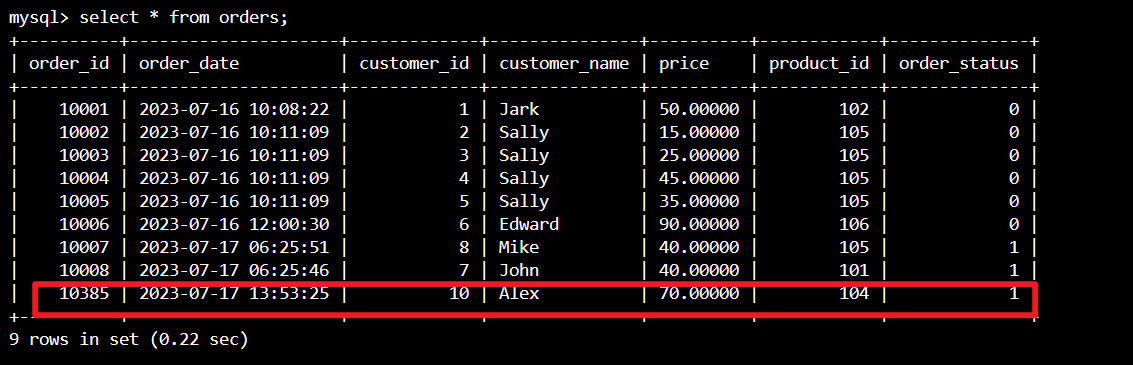 mysql> select * from orders;
+----------+---------------------+-------------+---------------+----------+------------+--------------+
| order_id | order_date          | customer_id | customer_name | price    | product_id | order_status |
+----------+---------------------+-------------+---------------+----------+------------+--------------+
|    10001 | 2023-07-16 10:08:22 |           1 | Jark          | 50.00000 |        102 |            0 |
|    10002 | 2023-07-16 10:11:09 |           2 | Sally         | 15.00000 |        105 |            0 |
|    10003 | 2023-07-16 10:11:09 |           3 | Sally         | 25.00000 |        105 |            0 |
|    10004 | 2023-07-16 10:11:09 |           4 | Sally         | 45.00000 |        105 |            0 |
|    10005 | 2023-07-16 10:11:09 |           5 | Sally         | 35.00000 |        105 |            0 |
|    10006 | 2023-07-16 12:00:30 |           6 | Edward        | 90.00000 |        106 |            0 |
|    10007 | 2023-07-17 06:25:51 |           8 | Mike          | 40.00000 |        105 |            1 |
|    10008 | 2023-07-17 06:25:46 |           7 | John          | 40.00000 |        101 |            1 |
|    10385 | 2023-07-17 13:53:25 |          10 | Alex          | 70.00000 |        104 |            1 |
+----------+---------------------+-------------+---------------+----------+------------+--------------+
9 rows in set (0.22 sec)